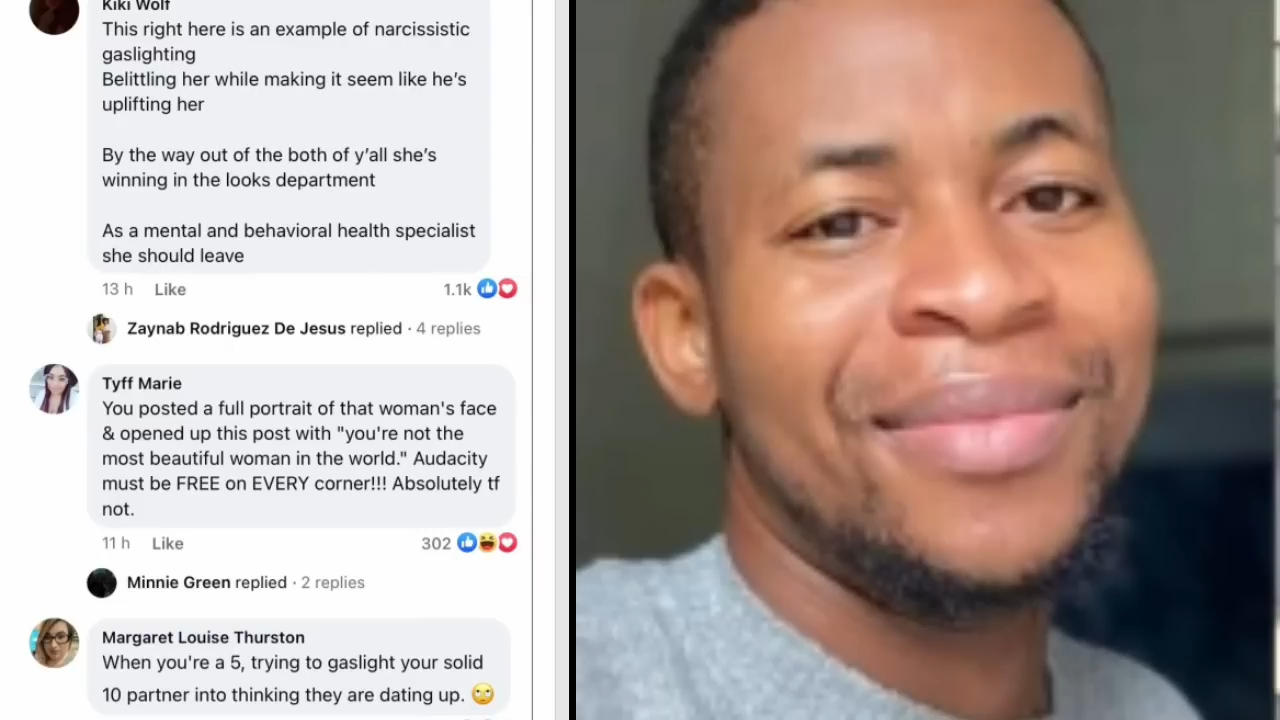 Kiki Wolf
This right here is an example of narcissistic
gaslighting
Belittling her while making it seem like he's
uplifting her
By the way out of the both of y'all she's
winning in the looks department
As a mental and behavioral health specialist
she should leave
13 h Like 1.1k
Zaynab Rodriguez De Jesus replied · 4 replies
Tyff Marie
You posted a full portrait of that woman's face
& opened up this post with "you're not the
most beautiful woman in the world." Audacity
must be FREE on EVERY corner!!! Absolutely tf
not.
11 h Like 302
Minnie Green replied · 2 replies
Margaret Louise Thurston
When you're a 5, trying to gaslight your solid
10 partner into thinking they are dating up. 🙄